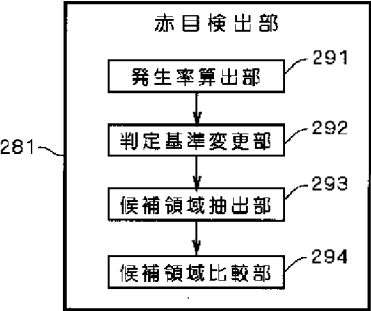 赤目検出部
発生率算出部
291
判定基準変更部
292
281
候補領域抽出部
293
候補領域比較部
294